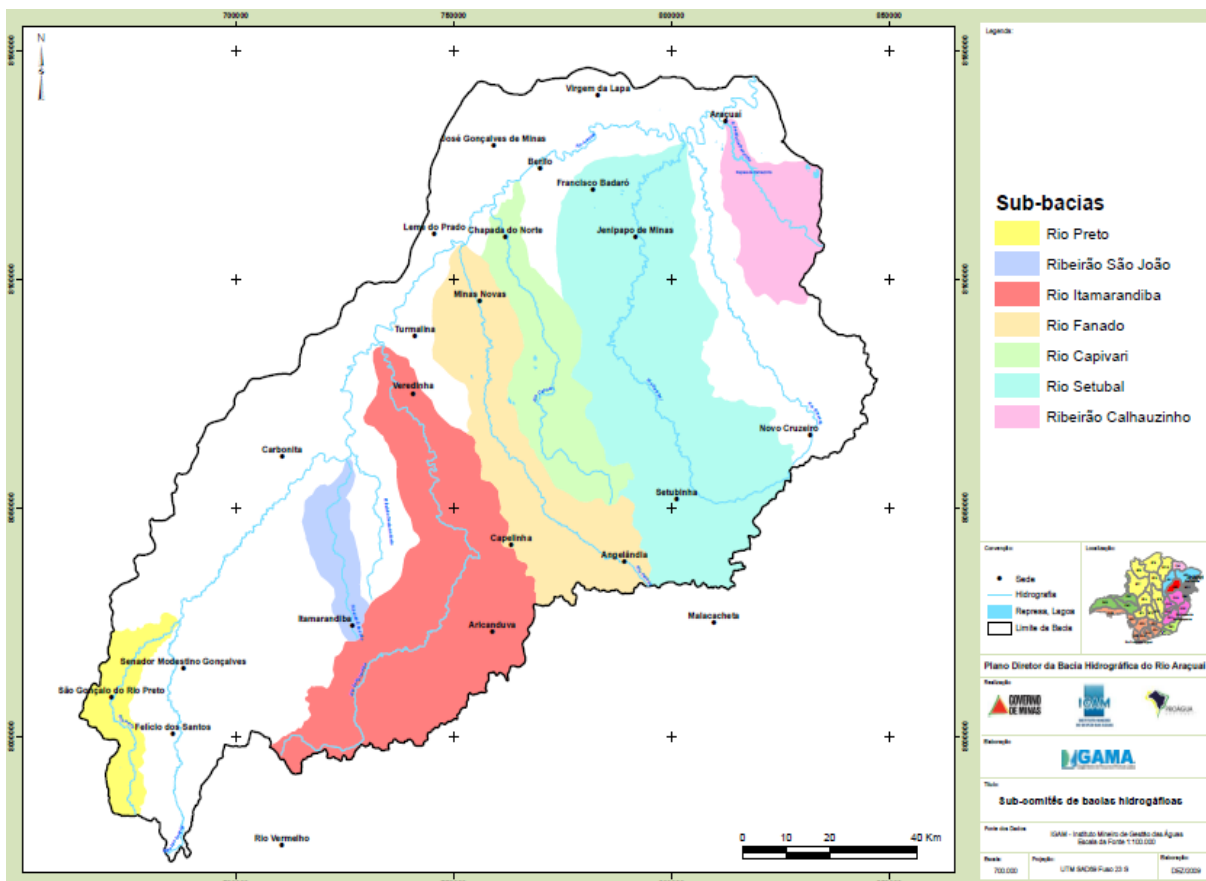 700000
750000
800000
850000
N
S
Virgem da Lapa
Araçuaí
José Gonçalves de Minas
Berilo
Francisco Badaró
Leme do Prado
Chapada do Norte
Jenipapo de Minas
Minas Novas
Turmalina
Veredinha
Novo Cruzeiro
Carbonita
Setubinha
Capelinha
Angelândia
Itamarandiba
Aricanduva
Malacacheta
Senador Modestino Gonçalves
São Gonçalo do Rio Preto
Felício dos Santos
Rio Vermelho
0 10 20 40 Km
Legenda:
Sub-bacias
Rio Preto
Ribeirão São João
Rio Itamarandiba
Rio Fanado
Rio Capivari
Rio Setubal
Ribeirão Calhauzinho
Convenção
Sede
Hidrografia
Represa, Lagoa
Limite de Bacia
Localização
Plano Diretor da Bacia Hidrográfica do Rio Araçuaí
Realização
GOVERNO
DE MINAS
IGAM
PROÁGUA
Elaboração
GAMA
Título
Sub-comitês de bacias hidrogáficas
Fonte dos Dados
IGAM - Instituto Mineiro de Gestão das Águas
Escala da Fonte 1:100.000
Escala:
700.000
Projeção:
UTM SAD69 Fuso 23 S
Elaboração
DEZ/2009